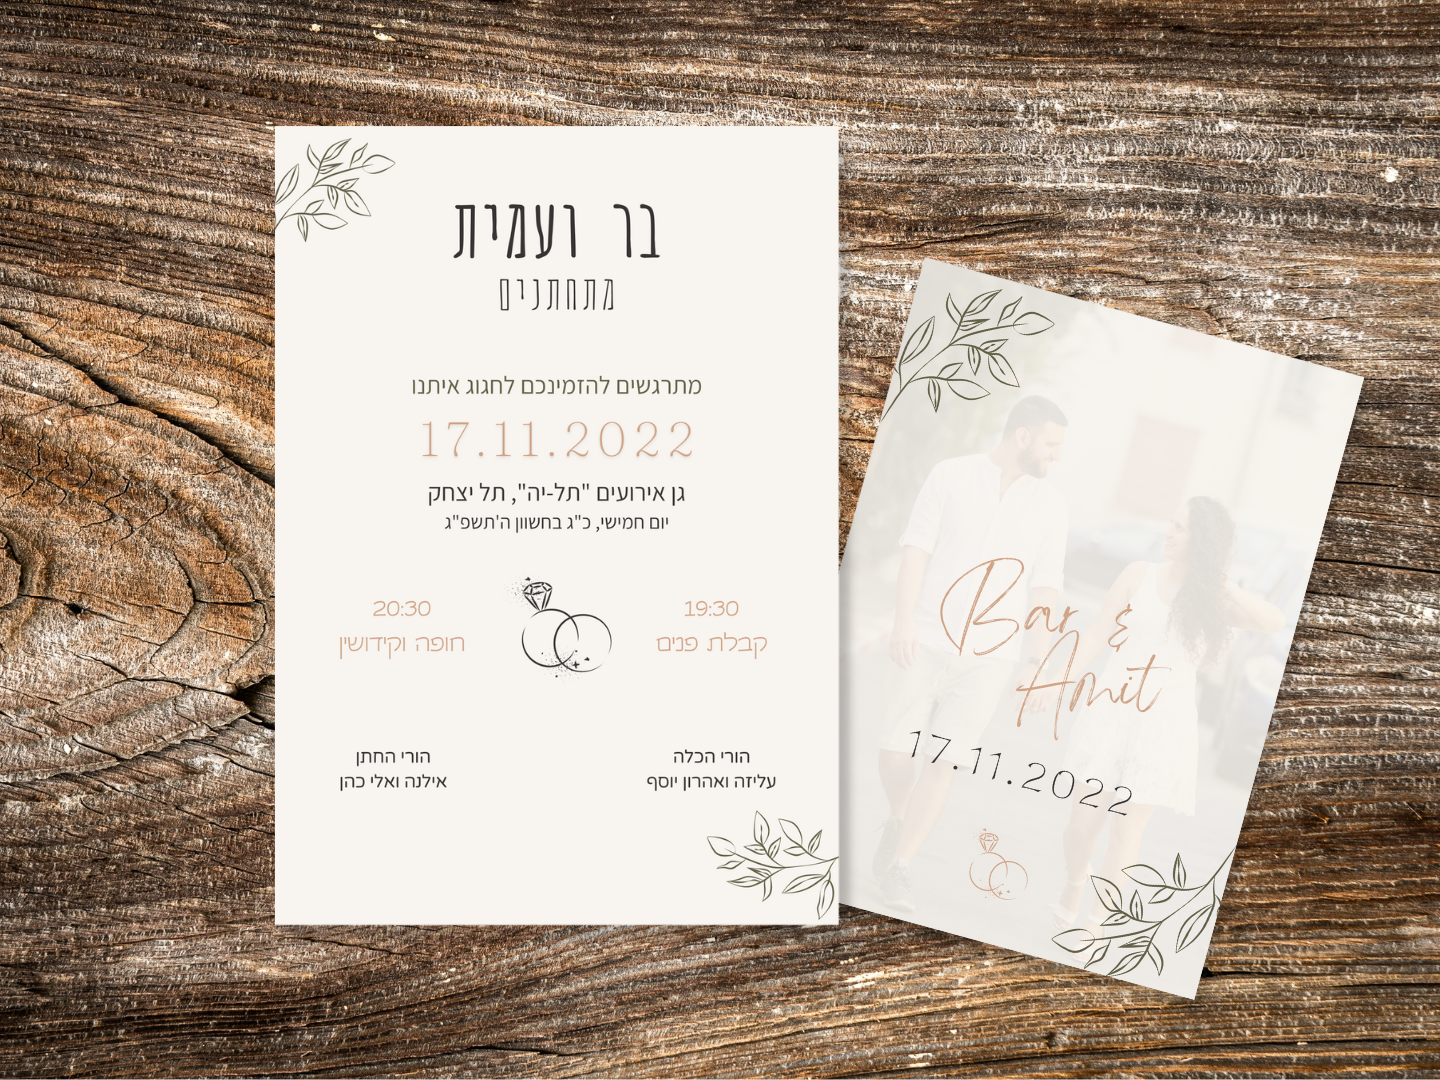 בר ועמית
מתחתנים
מתרגשים להזמינכם לחגוג איתנו
17.11.2022
גן אירועים "תל-יה", תל יצחק
יום חמישי, כ"ג בחשוון ה'תשפ"ג
19:30
קבלת פנים
20:30
חופה וקידושין
הורי הכלה
עליזה ואהרון יוסף
הורי החתן
אילנה ואלי כהן
Bar &
Amit
17.11.2022